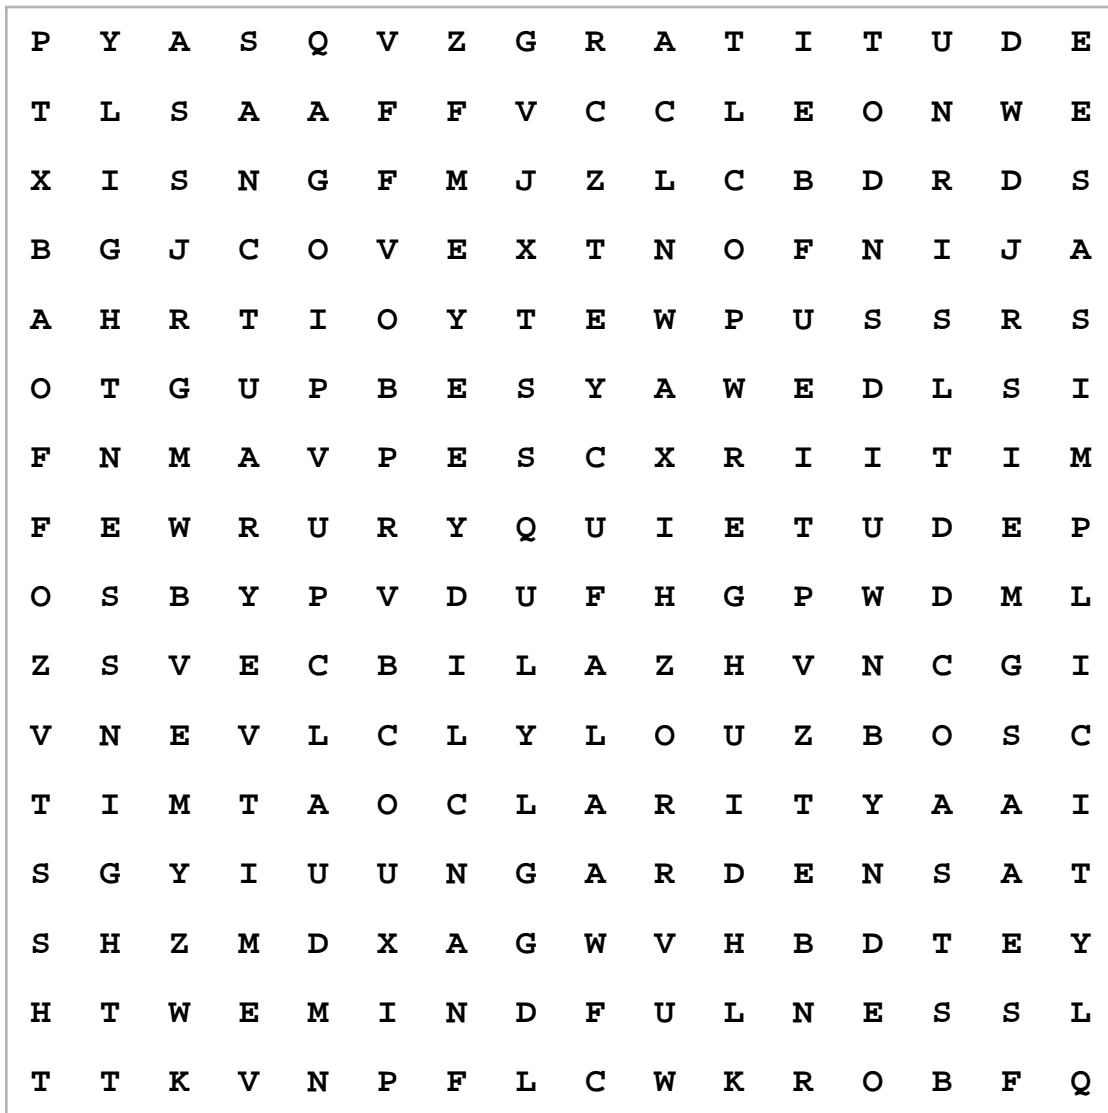 P Y A S Q V Z G R A T I T U D E
T L S A A F F V C C L E O N W E
X I S N G F M J Z L C B D R D S
B G J C O V E X T N O F N I J A
A H R T I O Y T E W P U S S R S
O T G U P B E S Y A W E D L S I
F N M A V P E S C X R I I T I M
F E W R U R Y Q U I E T U D E P
O S B Y P V D U F H G P W D M L
Z S V E C B I L A Z H V N C G I
V N E V L C L Y L O U Z B O S C
T I M T A O C L A R I T Y A A I
S G Y I U U N G A R D E N S A T
S H Z M D X A G W V H B D T E Y
H T W E M I N D F U L N E S S L
T T K V N P F L C W K R O B F Q